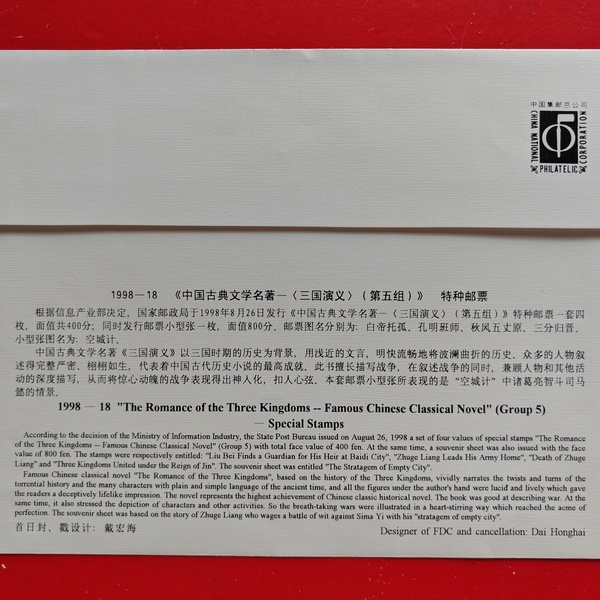 中国集邮总公司
CHINA NATIONAL
PHILATELIC
CORPORATION
1998—18 《中国古典文学名著—〈三国演义〉(第五组)》 特种邮票
根据信息产业部决定，国家邮政局于1998年8月26日发行《中国古典文学名著—〈三国演义〉(第五组)》特种邮票一套四
枚，面值共400分；同时发行邮票小型张一枚，面值800分。邮票图名分别为：白帝托孤、孔明班师、秋风五丈原、三分归晋。
小型张图名为：空城计。
中国古典文学名著《三国演义》以三国时期的历史为背景，用浅近的文言，明快流畅地将波澜曲折的历史、众多的人物叙
述得完整严密、栩栩如生，代表着中国古代历史小说的最高成就。此书擅长描写战争，在叙述战争的同时，兼顾人物和其他活
动的深度描写，从而将惊心动魄的战争表现得出神入化，扣人心弦。本套邮票小型张所表现的是“空城计”中诸葛亮智斗司马
懿的情景。
1998 — 18 "The Romance of the Three Kingdoms -- Famous Chinese Classical Novel" (Group 5)
— Special Stamps
According to the decision of the Ministry of Information Industry, the State Post Bureau issued on August 26, 1998 a set of four values of special stamps "The Romance
of the Three Kingdoms -- Famous Chinese Classical Novel" (Group 5) with total face value of 400 fen. At the same time, a souvenir sheet was also issued with the face
value of 800 fen. The stamps were respectively entitled: "Liu Bei Finds a Guardian for His Heir at Baidi City", "Zhuge Liang Leads His Army Home", "Death of Zhuge
Liang" and "Three Kingdoms United under the Reign of Jin". The souvenir sheet was entitled "The Stratagem of Empty City".
Famous Chinese classical novel "The Romance of the Three Kingdoms", based on the history of the Three Kingdoms, vividly narrates the twists and turns of the
torrential history and the many characters with plain and simple language of the ancient time, and all the figures under the author's hand were lucid and lively which gave
the readers a deceptively lifelike impression. The novel represents the highest achievement of Chinese classic historical novel. The book was good at describing war. At the
same time, it also stressed the depiction of characters and other activities. So the breath-taking wars were illustrated in a heart-stirring way which reached the acme of
perfection. The souvenir sheet was based on the story of Zhuge Liang who wages a battle of wit against Sima Yi with his "stratagem of empty city".
首日封、戳设计：戴宏海
Designer of FDC and cancellation: Dai Honghai